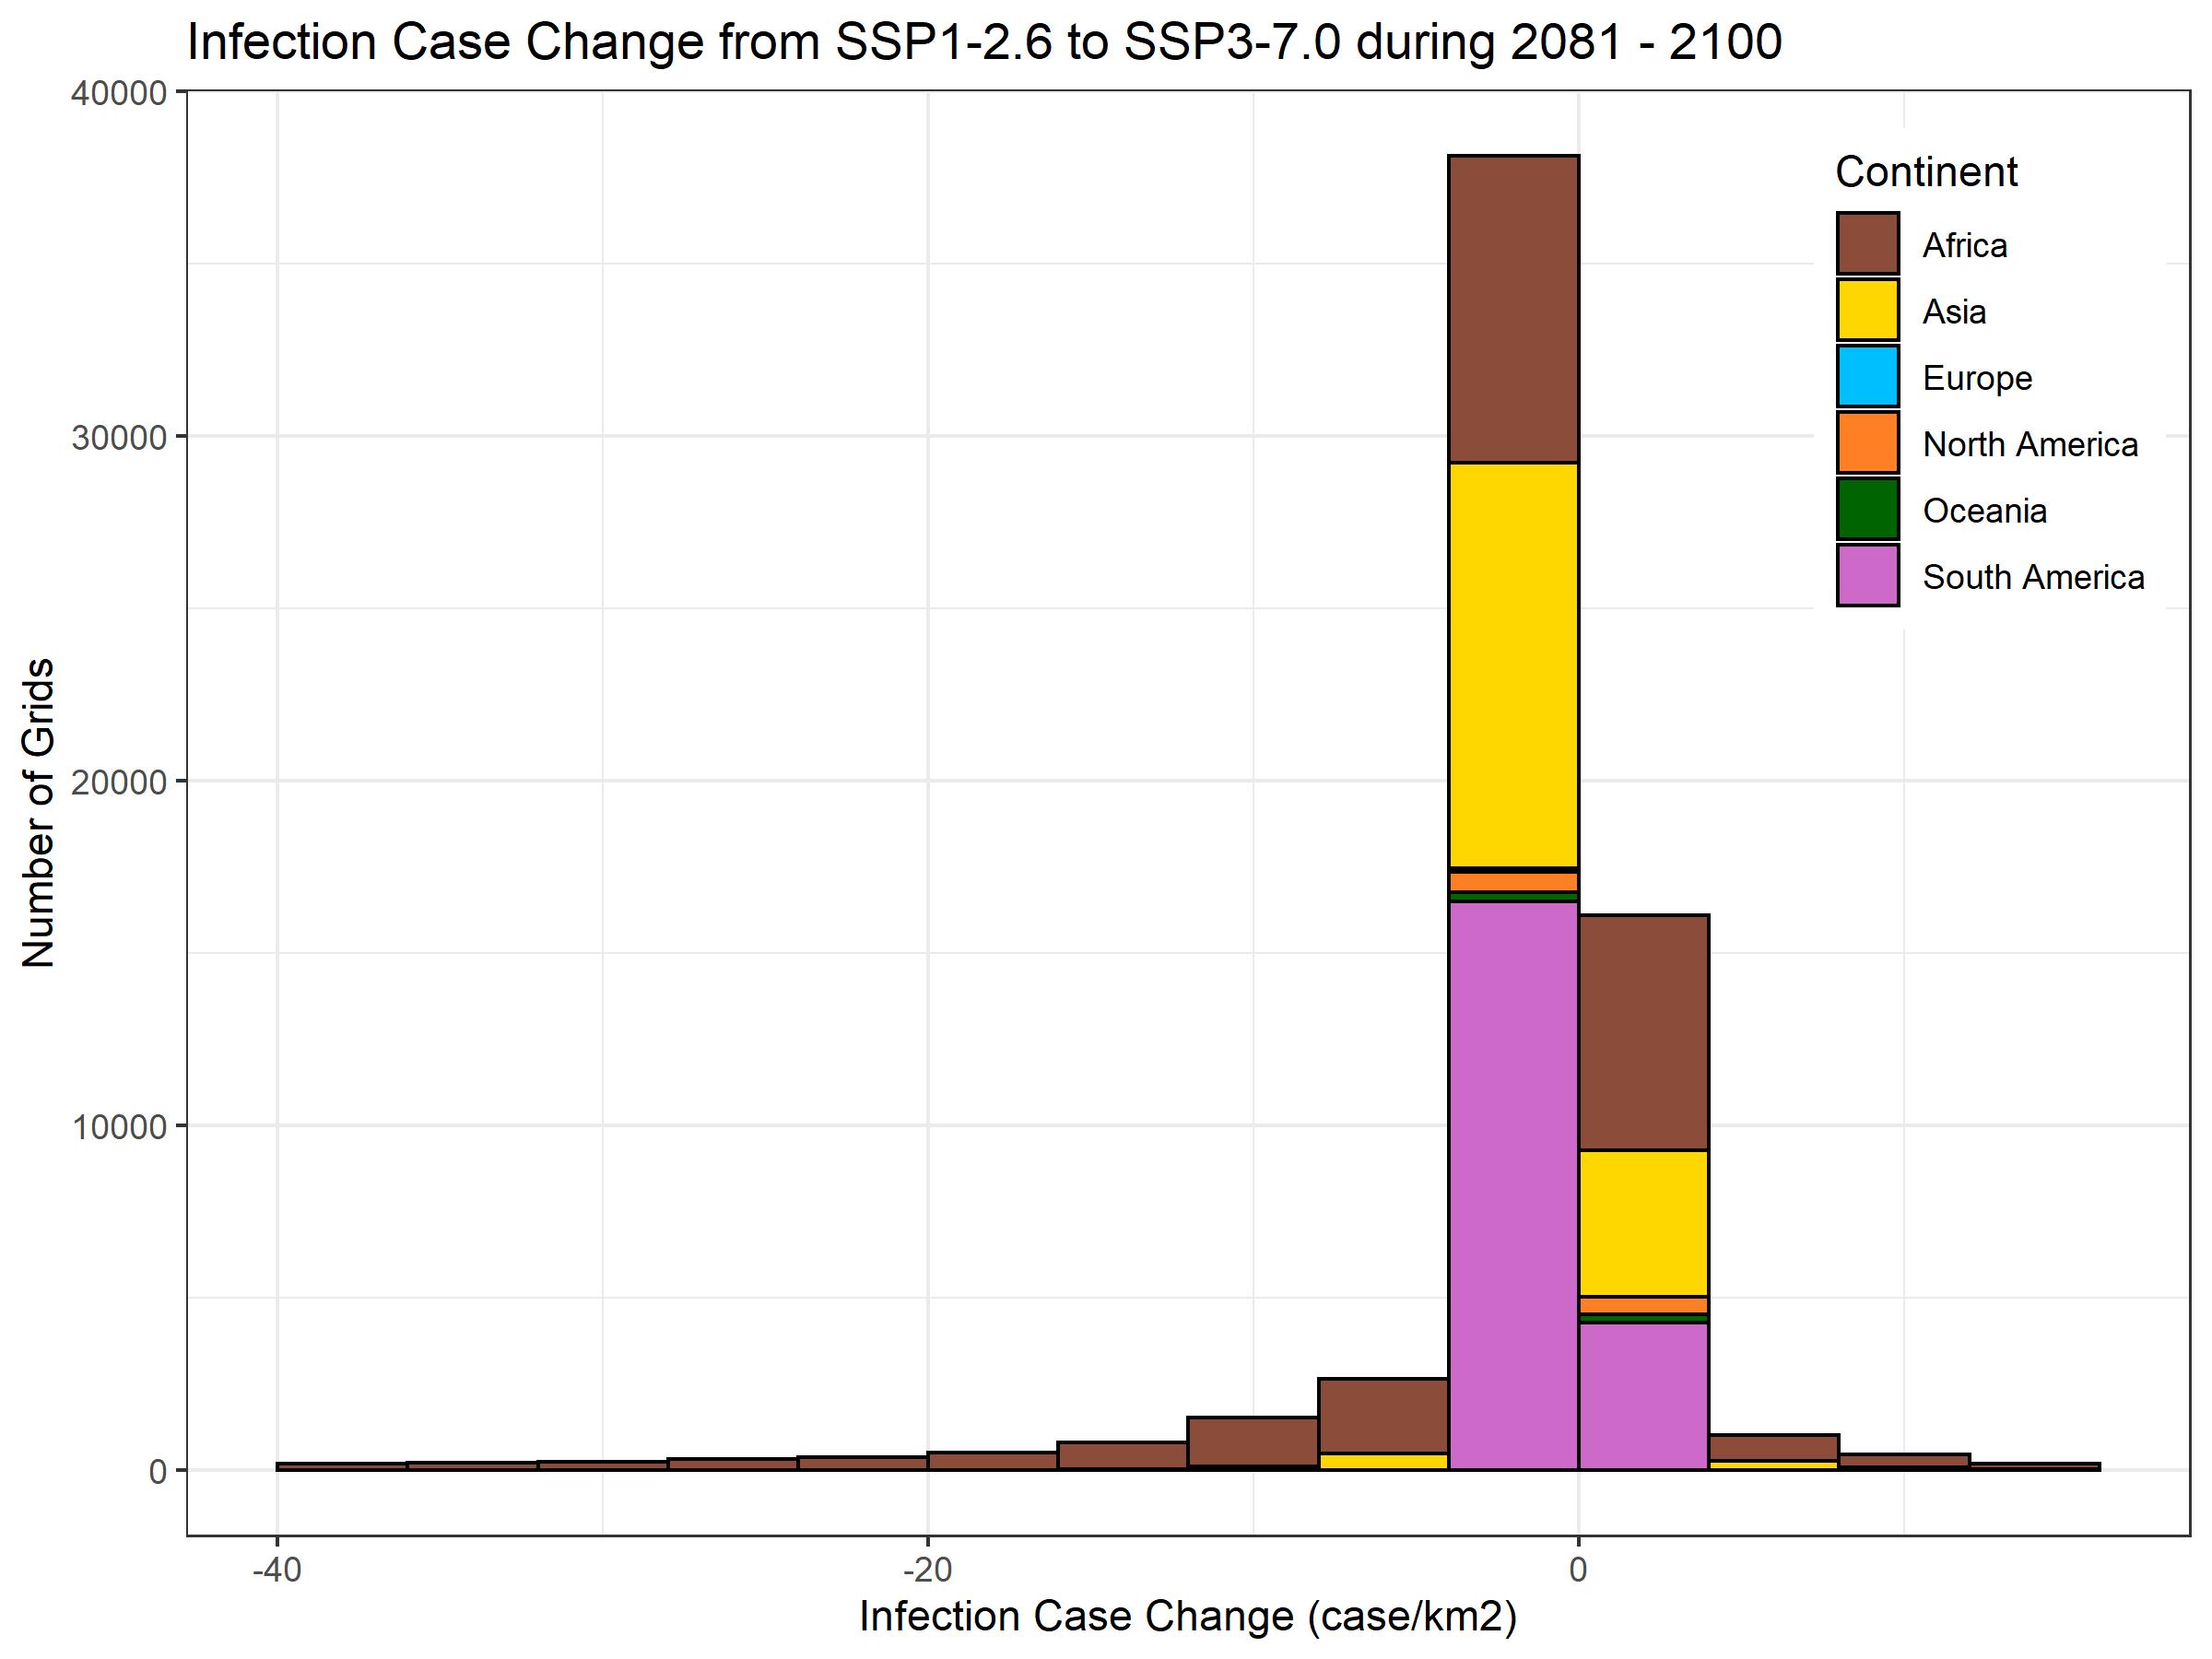 Infection Case Change from SSP1-2.6 to SSP3-7.0 during 2081 - 2100
40000
30000
20000
10000
0
Number of Grids
Continent
Africa
Asia
Europe
North America
Oceania
South America
-40
-20
0
Infection Case Change (case/km2)